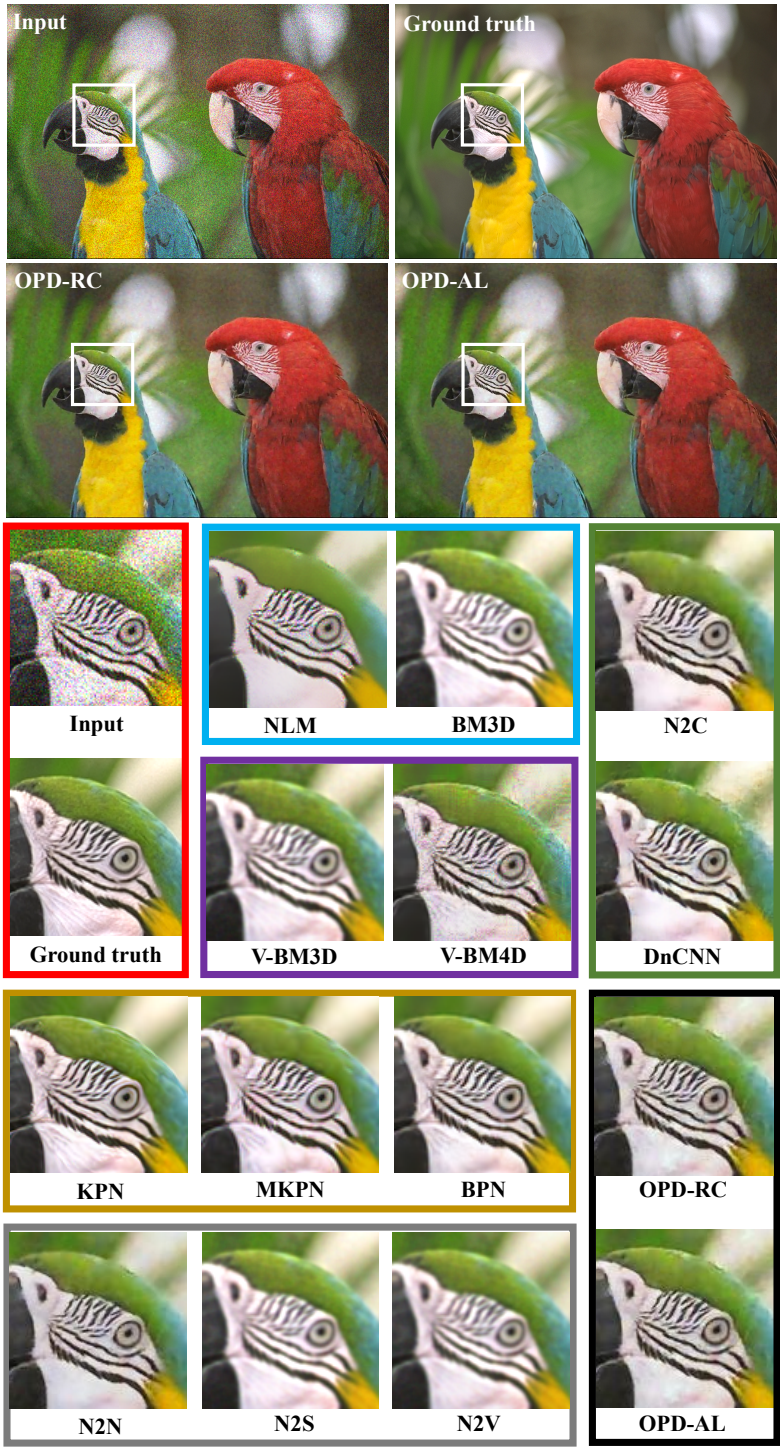 Input
Ground truth
OPD-RC
OPD-AL
Input
NLM
BM3D
N2C
Ground truth
V-BM3D
V-BM4D
DnCNN
KPN
MKPN
BPN
OPD-RC
N2N
N2S
N2V
OPD-AL